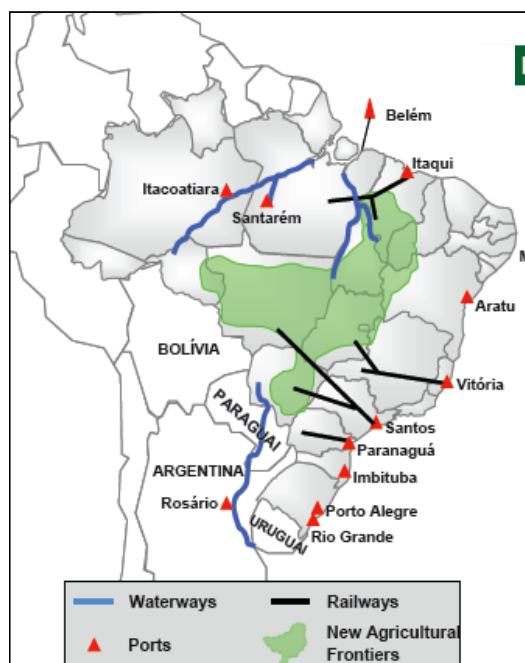 Belém
Itaqui
Itacoatiara
Santarém
Aratu
BOLÍVIA
Vitória
PARAGUAI
Santos
Paranaguá
ARGENTINA
Imbituba
Rosário
Porto Alegre
URUGUAI
Rio Grande
Waterways
Railways
Ports
New Agricultural
Frontiers